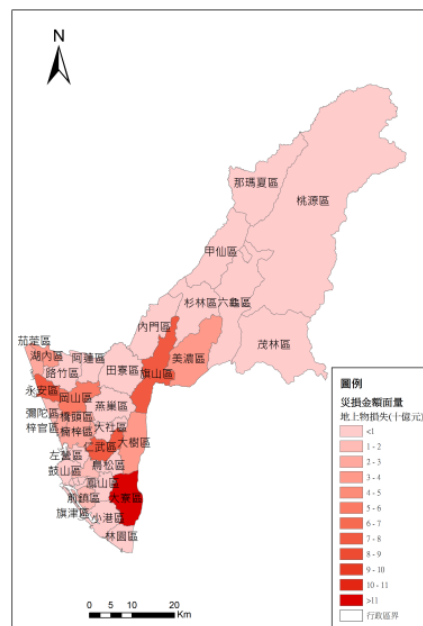 N
那瑪夏區
桃源區
甲仙區
杉林區
六龜區
內門區
茂林區
美濃區
茄萣區
湖內區
阿蓮區
路竹區
田寮區
旗山區
永安區
岡山區
彌陀區
橋頭區
燕巢區
梓官區
楠梓區
大社區
仁武區
大樹區
左營區
鳥松區
鼓山區
鳳山區
前鎮區
大寮區
旗津區
小港區
林園區
圖例
災損金額面量
地上物損失(十億元)
<1
1 - 2
2 - 3
3 - 4
4 - 5
5 - 6
6 - 7
7 - 8
8 - 9
9 - 10
10 - 11
>11
行政區界
0 5 10 20
Km